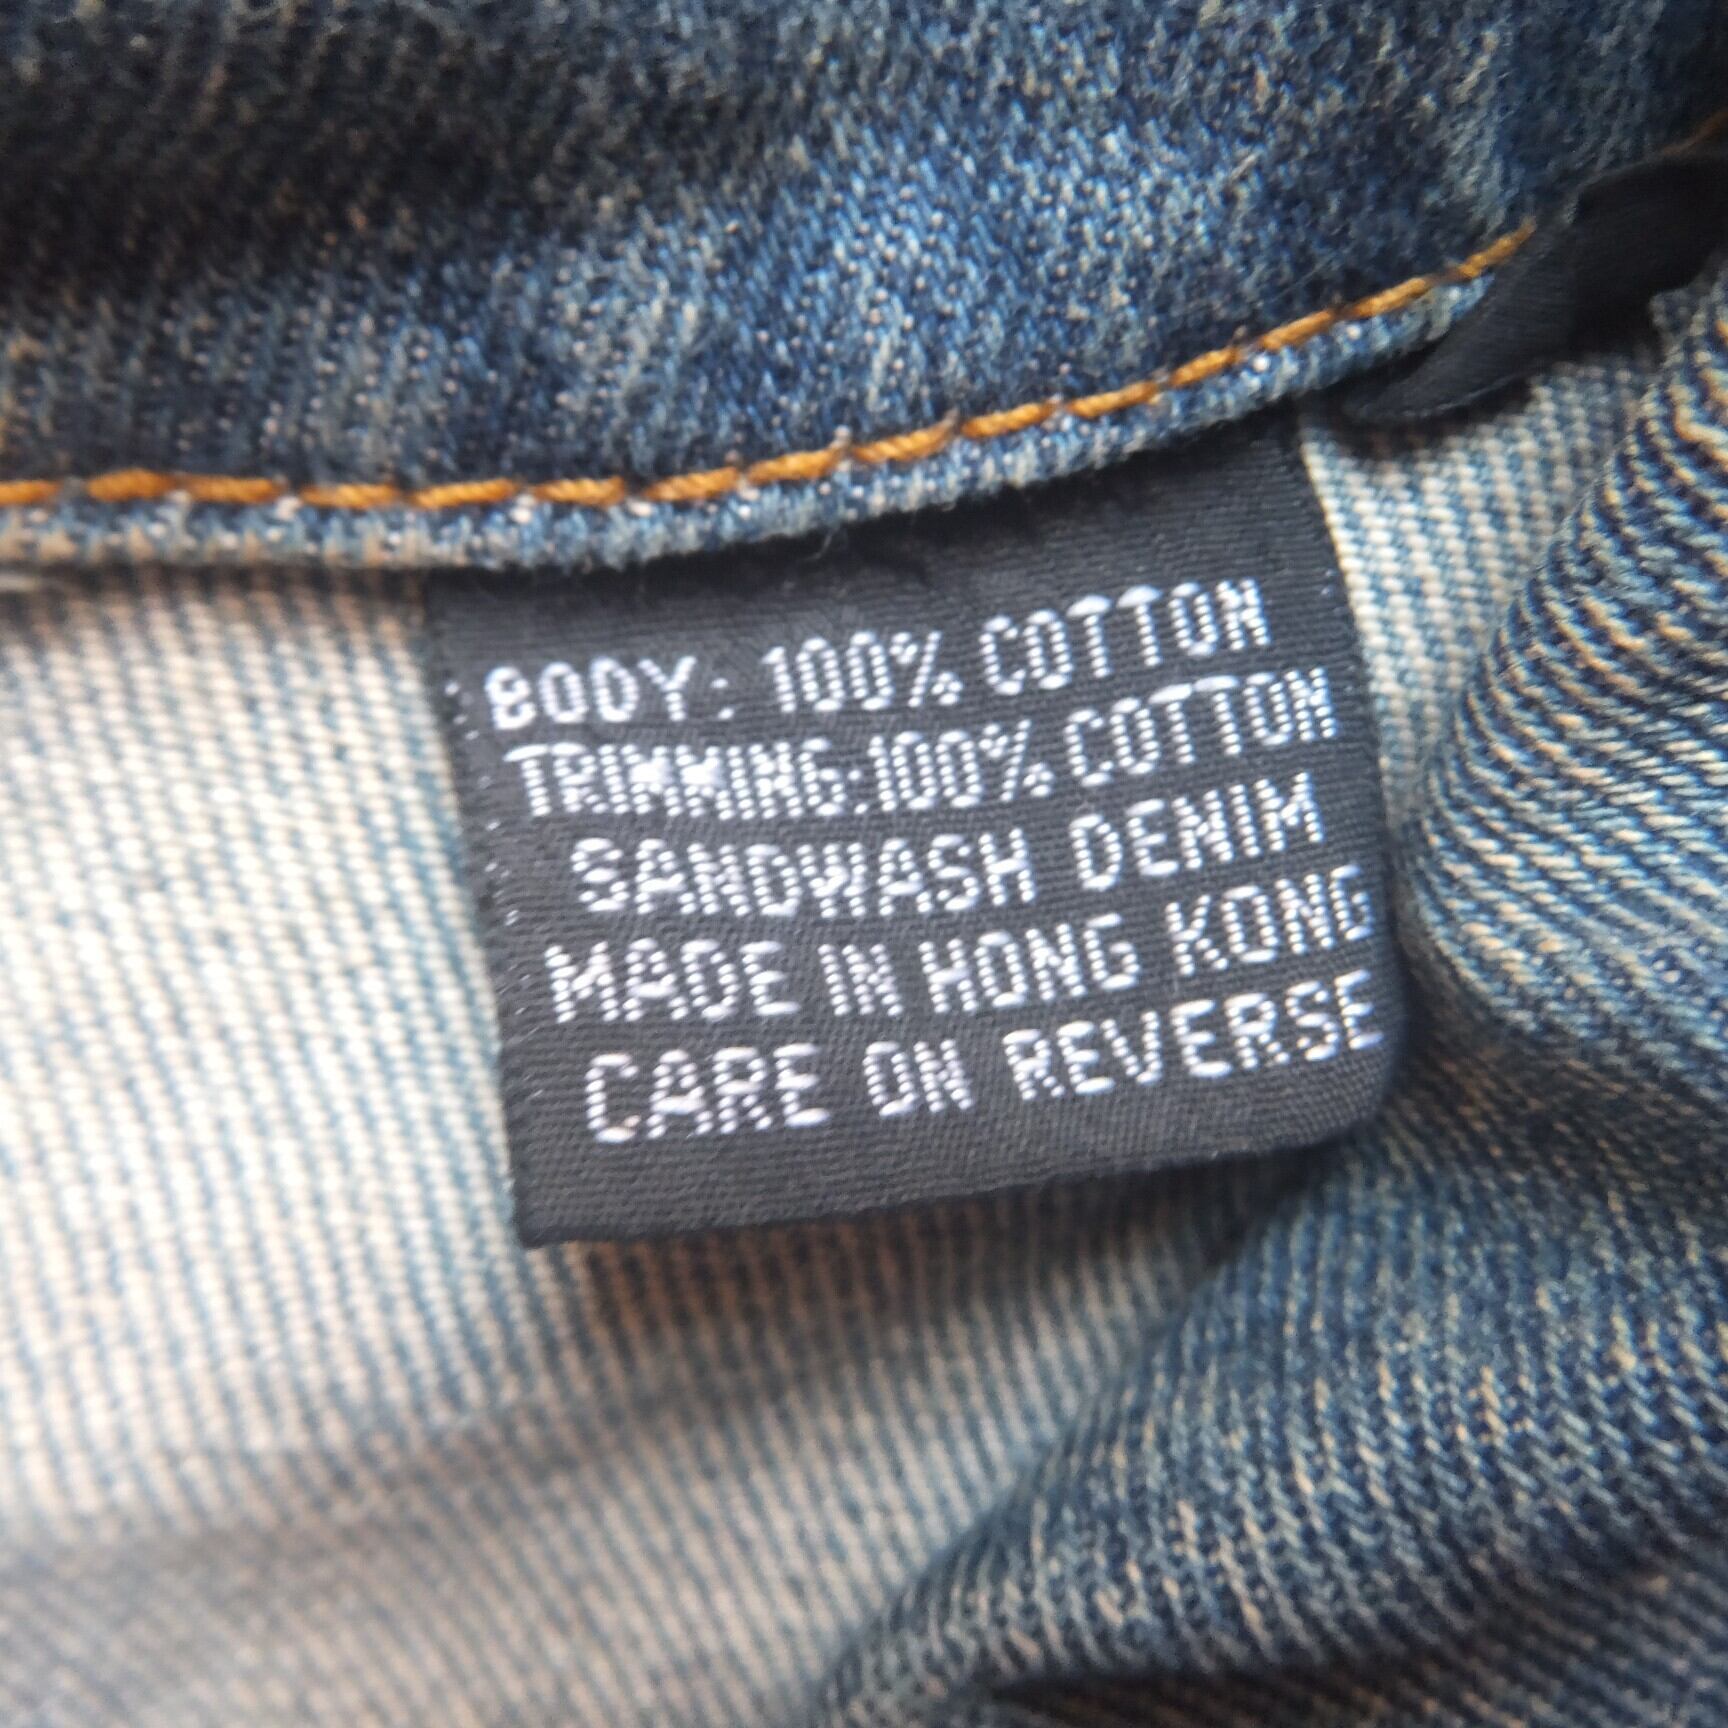 BODY: 100% COTTON
TRIMMING:100% COTTON
SANDWASH DENIM
MADE IN HONG KONG
CARE ON REVERSE